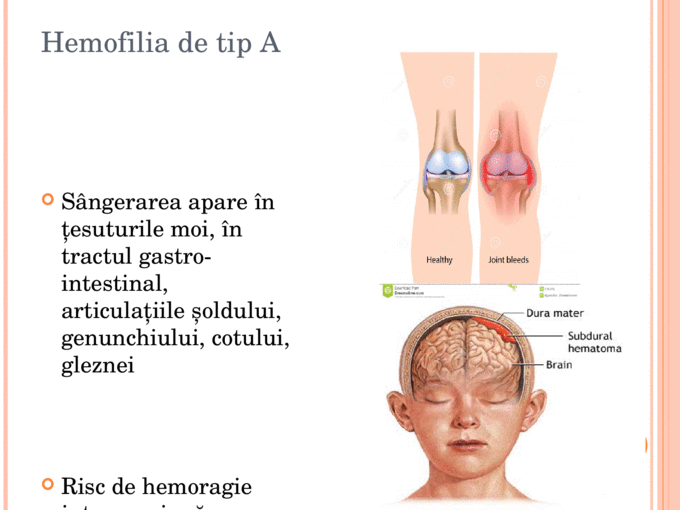 Hemofilia de tip A
Sângerarea apare în
țesuturile moi, în
tractul gastro-
intestinal,
articulațiile șoldului,
genunchiului, cotului,
gleznei
Risc de hemoragie
Healthy
Joint bleeds
Dura mater
Subdural
hematoma
Brain